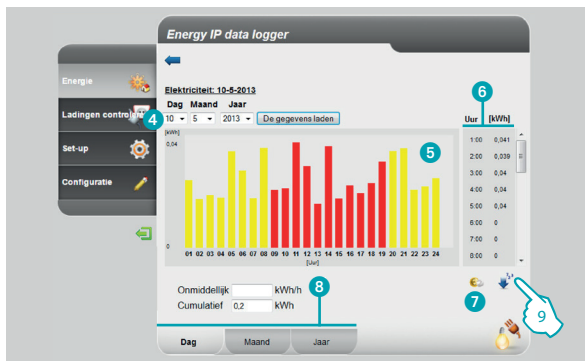 Energy IP data logger
Energie
Ladingen controleren
Set-up
Configuratie
Elektriciteit: 10-5-2013
Dag Maand Jaar
4
10 5 2013 De gegevens laden
[kWh]
0,04
0
5
01 02 03 04 05 06 07 08 09 10 11 12 13 14 15 16 17 18 19 20 21 22 23 24
[Uur]
6
Uur [kWh]
1:00 0,041
2:00 0,039
3:00 0,04
4:00 0,04
5:00 0,04
6:00 0
7:00 0
8:00 0
7
9
Onmiddellijk kWh/h
Cumulatief 0,2 kWh
8
Dag Maand Jaar